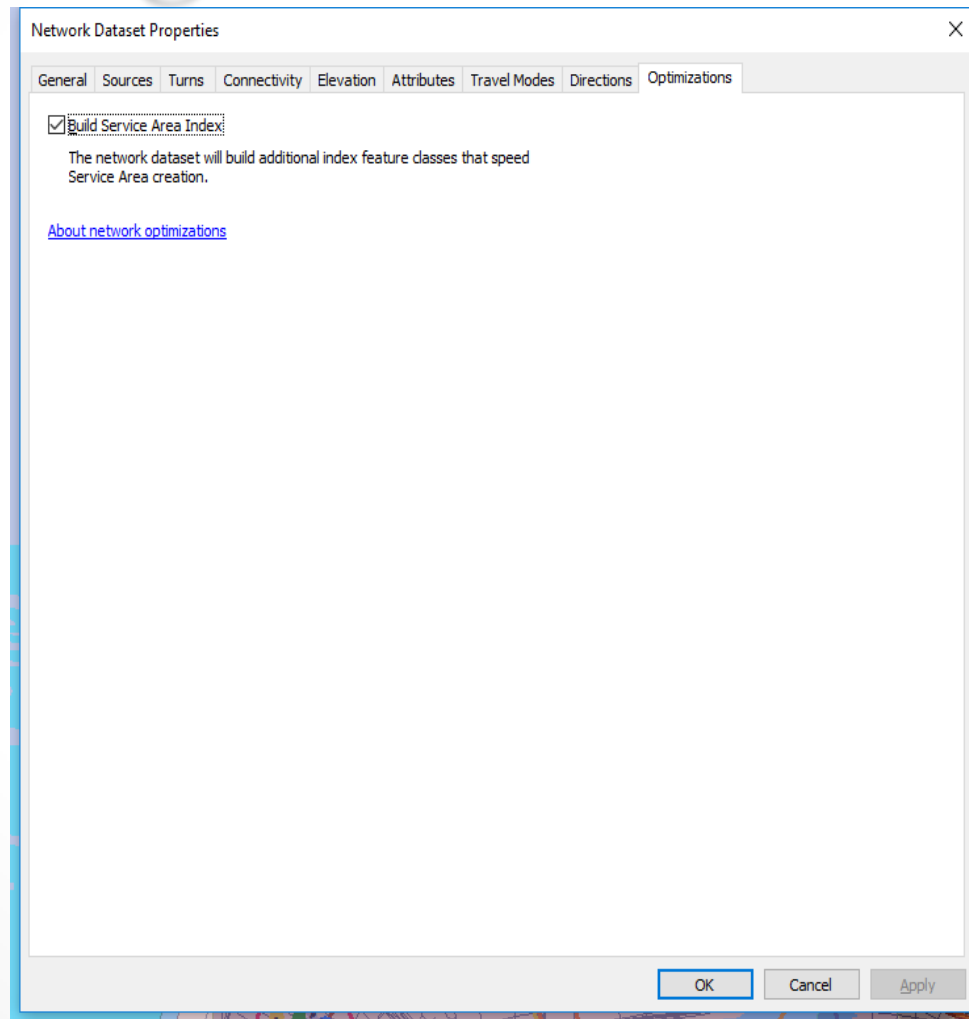 Network Dataset Properties
General Sources Turns Connectivity Elevation Attributes Travel Modes Directions Optimizations
Build Service Area Index
The network dataset will build additional index feature classes that speed
Service Area creation.
About network optimizations
OK Cancel Apply